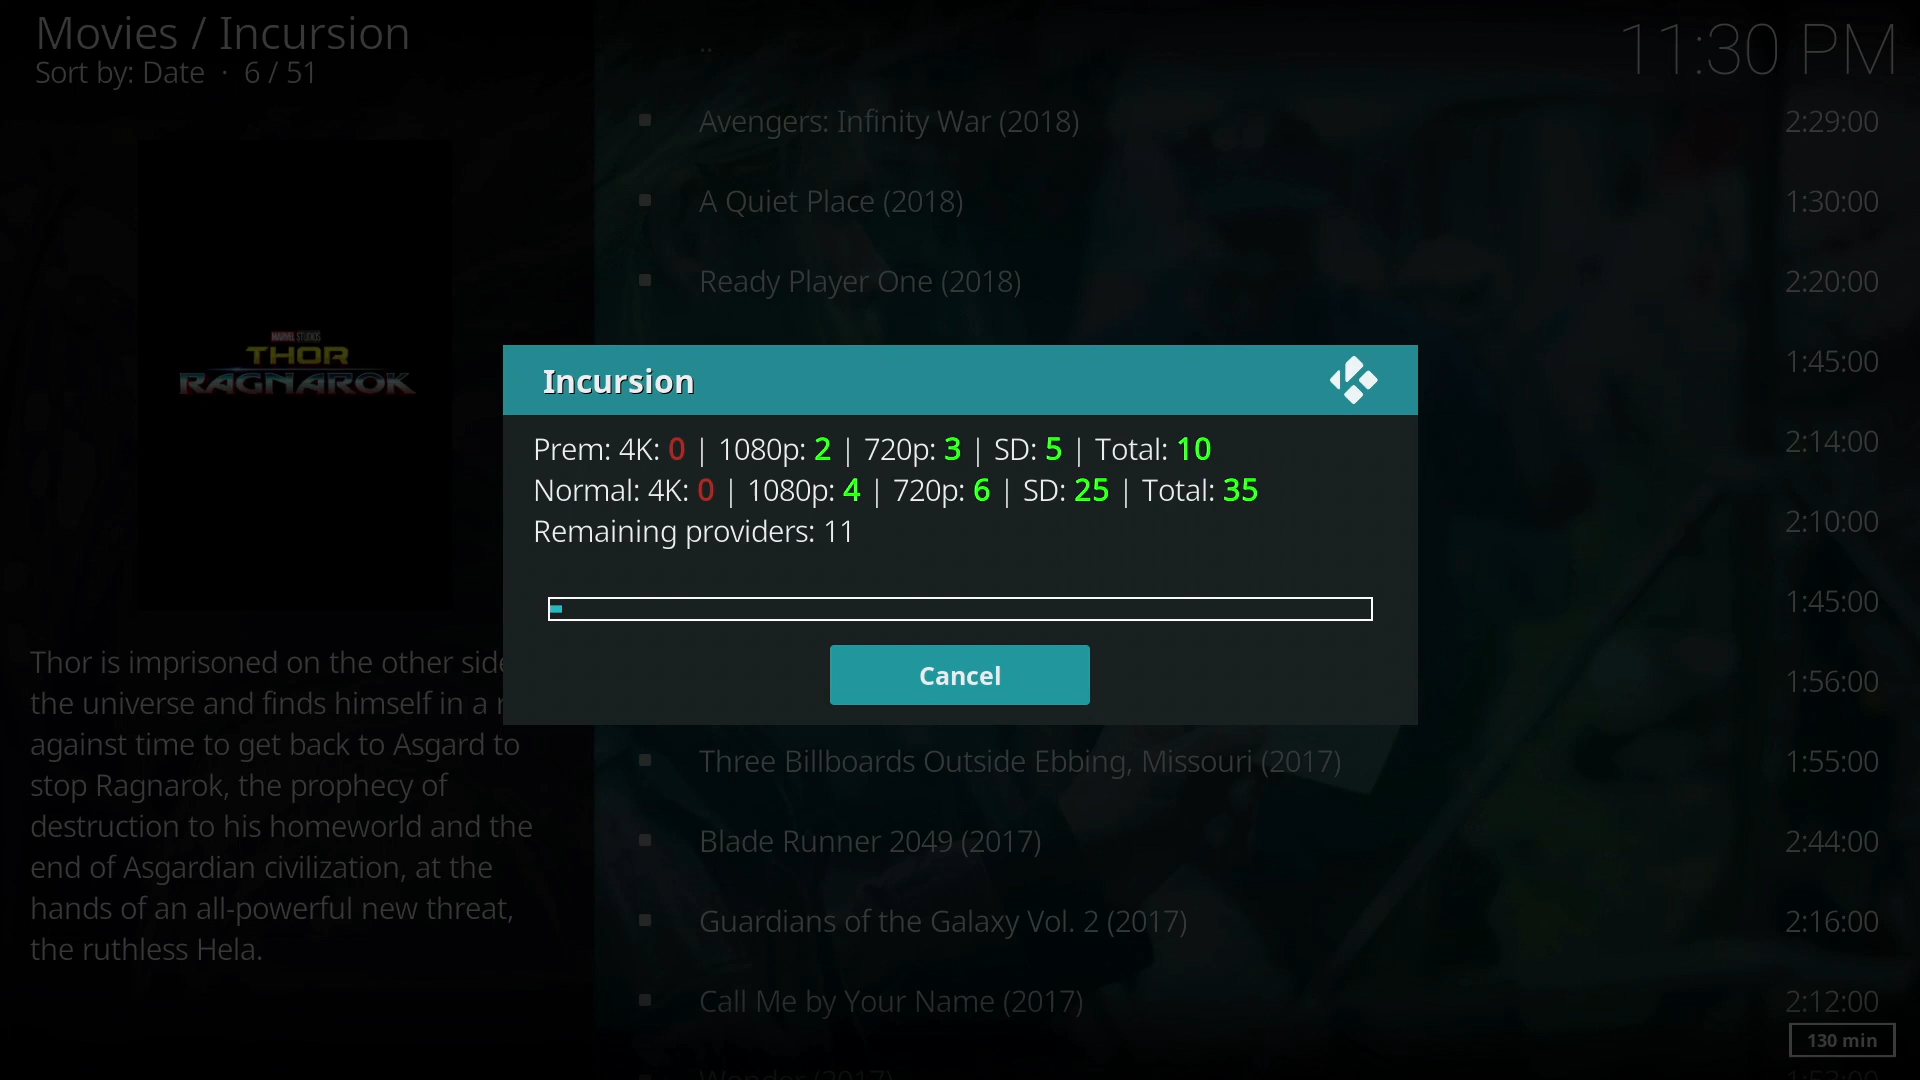 Movies / Incursion
Sort by: Date · 6 / 51
11:30 PM
..
Avengers: Infinity War (2018) 2:29:00
A Quiet Place (2018) 1:30:00
Ready Player One (2018) 2:20:00
1:45:00
2:14:00
2:10:00
1:45:00
1:56:00
Three Billboards Outside Ebbing, Missouri (2017) 1:55:00
Blade Runner 2049 (2017) 2:44:00
Guardians of the Galaxy Vol. 2 (2017) 2:16:00
Call Me by Your Name (2017) 2:12:00
Wonder (2017) 1:53:00
130 min
MARVEL STUDIOS
THOR
RAGNAROK
Thor is imprisoned on the other side
the universe and finds himself in a
against time to get back to Asgard to
stop Ragnarok, the prophecy of
destruction to his homeworld and the
end of Asgardian civilization, at the
hands of an all-powerful new threat,
the ruthless Hela.
Incursion
Prem: 4K: 0 | 1080p: 2 | 720p: 3 | SD: 5 | Total: 10
Normal: 4K: 0 | 1080p: 4 | 720p: 6 | SD: 25 | Total: 35
Remaining providers: 11
Cancel